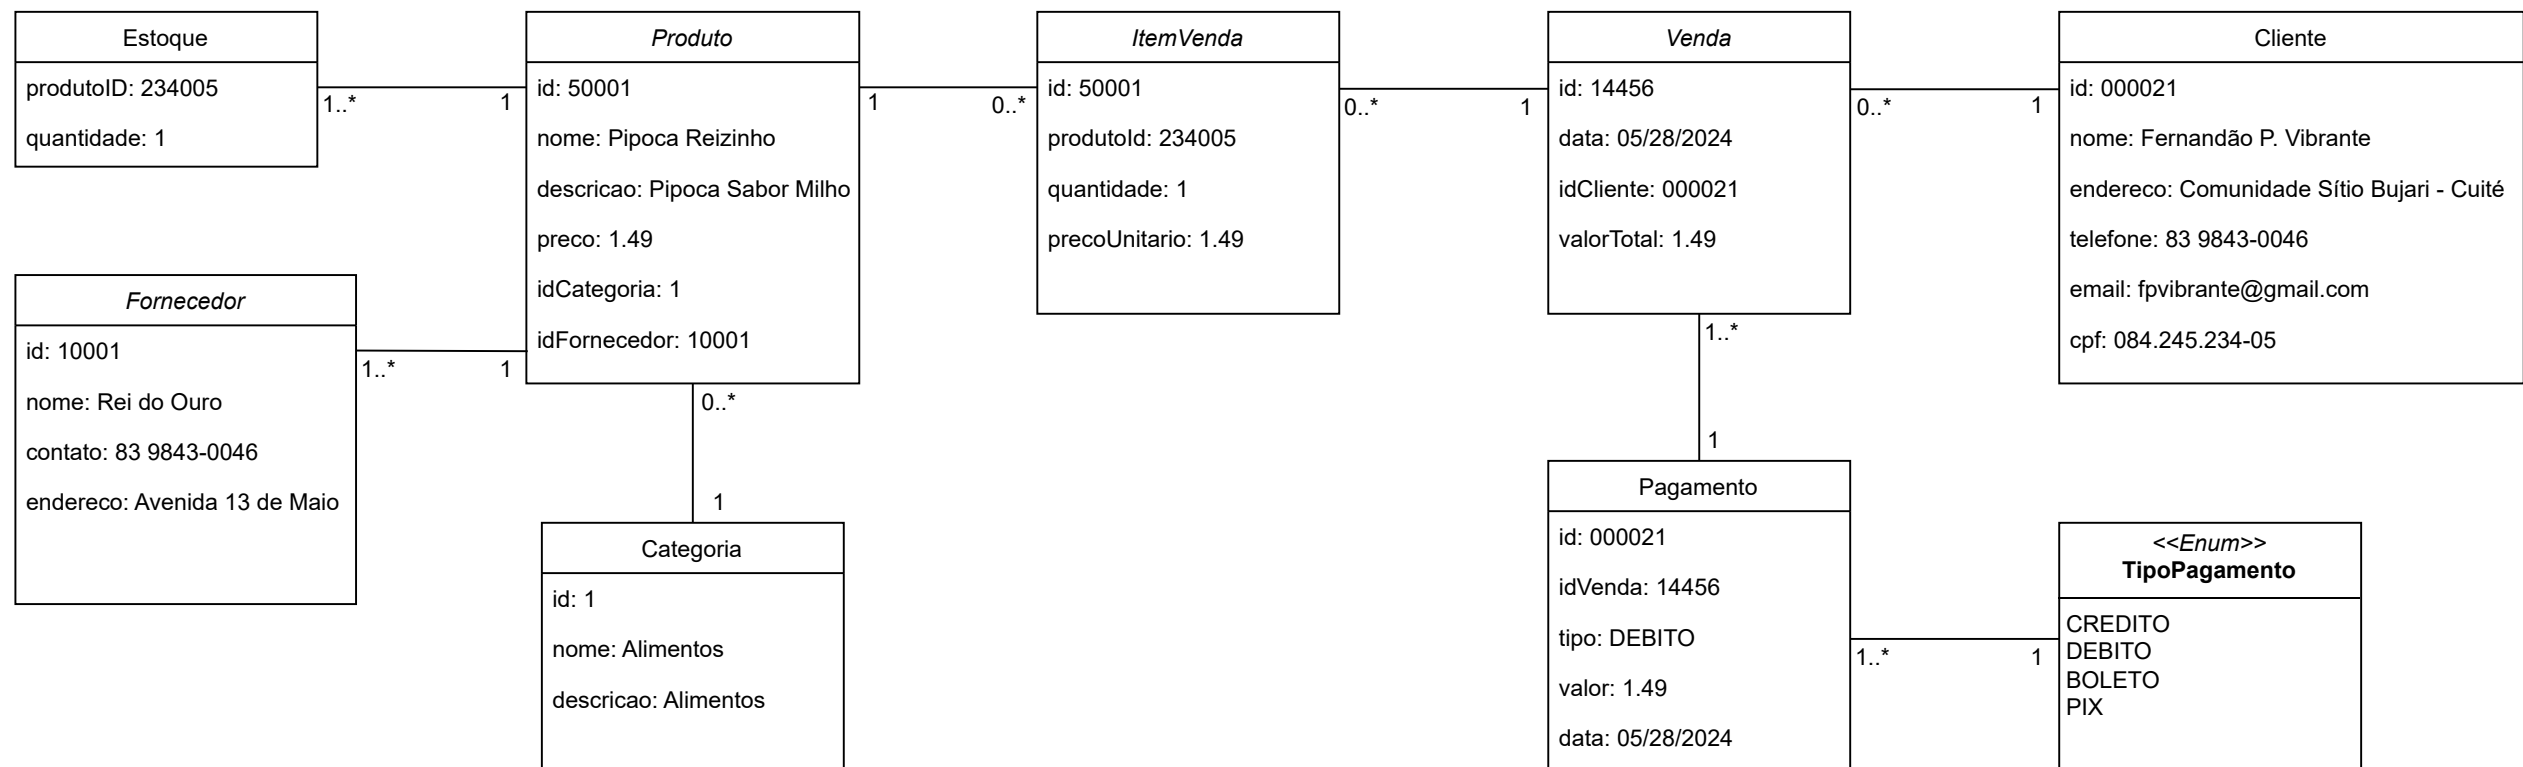 Estoque
produtoID: 234005
quantidade: 1
1..*
1
Produto
id: 50001
nome: Pipoca Reizinho
descricao: Pipoca Sabor Milho
preco: 1.49
idCategoria: 1
idFornecedor: 10001
1
0..*
ItemVenda
id: 50001
produtoId: 234005
quantidade: 1
precoUnitario: 1.49
0..*
1
Venda
id: 14456
data: 05/28/2024
idCliente: 000021
valorTotal: 1.49
0..*
1
Cliente
id: 000021
nome: Fernandão P. Vibrante
endereco: Comunidade Sítio Bujari - Cuité
telefone: 83 9843-0046
email: fpvibrante@gmail.com
cpf: 084.245.234-05
Fornecedor
id: 10001
nome: Rei do Ouro
contato: 83 9843-0046
endereco: Avenida 13 de Maio
1..*
1
0..*
1
Categoria
id: 1
nome: Alimentos
descricao: Alimentos
1..*
1
Pagamento
id: 000021
idVenda: 14456
tipo: DEBITO
valor: 1.49
data: 05/28/2024
1..*
1
<<Enum>>
TipoPagamento
CREDITO
DEBITO
BOLETO
PIX